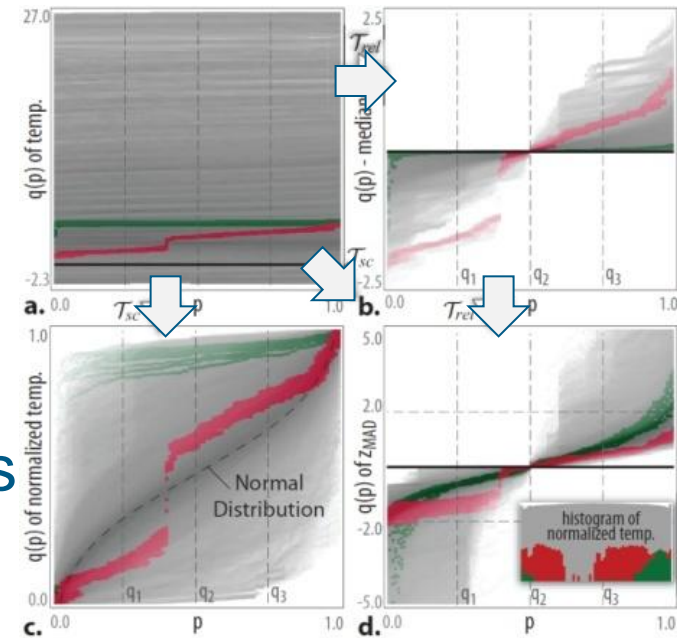 27.0
q(p) of temp.
-2.3
a. 0.0 p 1.0
2.5
q(p) - median
-2.5
q1 q2 q3
b. 0.0 p 1.0
𝒯rel
𝒯sc
𝒯sc
𝒯rel
1.0
q(p) of normalized temp.
0.0
Normal
Distribution
q1 q2 q3
c. 0.0 p 1.0
5.0
2.0
q(p) of zMAD
-2.0
-5.0
histogram of
normalized temp.
q1 q2 q3
d. p 1.0
s